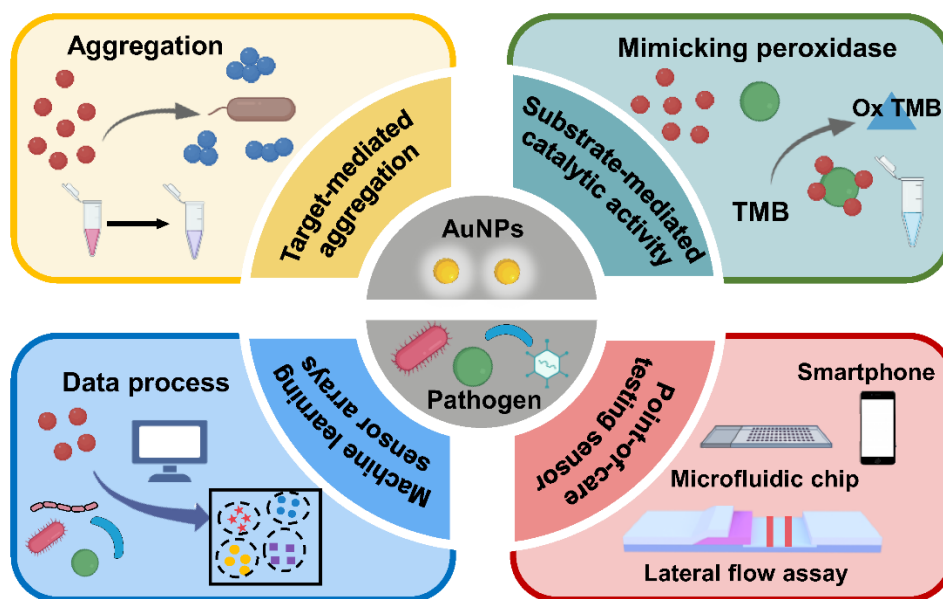 Aggregation
Target-mediated
aggregation
Mimicking peroxidase
Ox TMB
TMB
Substrate-mediated
catalytic activity
AuNPs
Pathogen
Data process
Machine learning
sensor arrays
Point-of-care
testing sensor
Smartphone
Microfluidic chip
Lateral flow assay